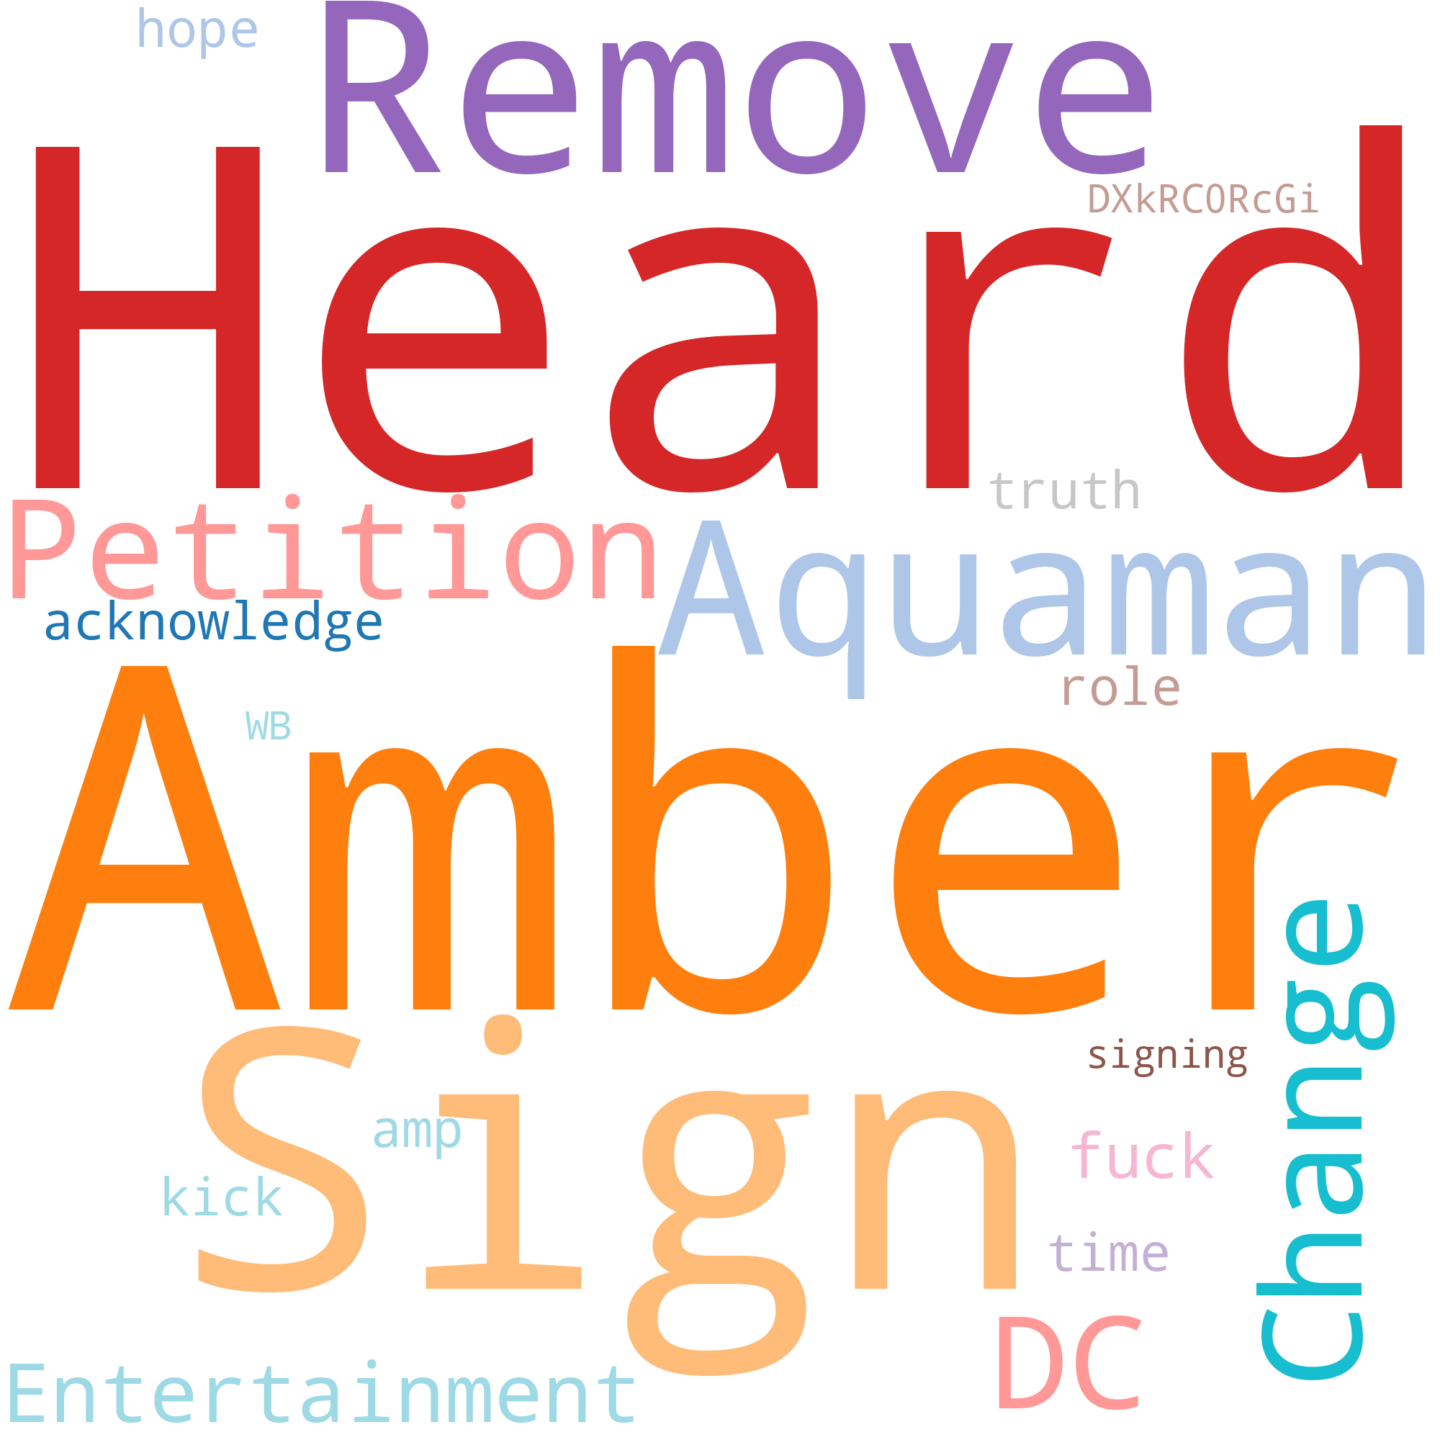 hope
Remove
DXkRC0RcGi
Heard
truth
Petition
Aquaman
acknowledge
role
WB
Amber
Change
Sign
signing
amp
fuck
kick
time
DC
Entertainment